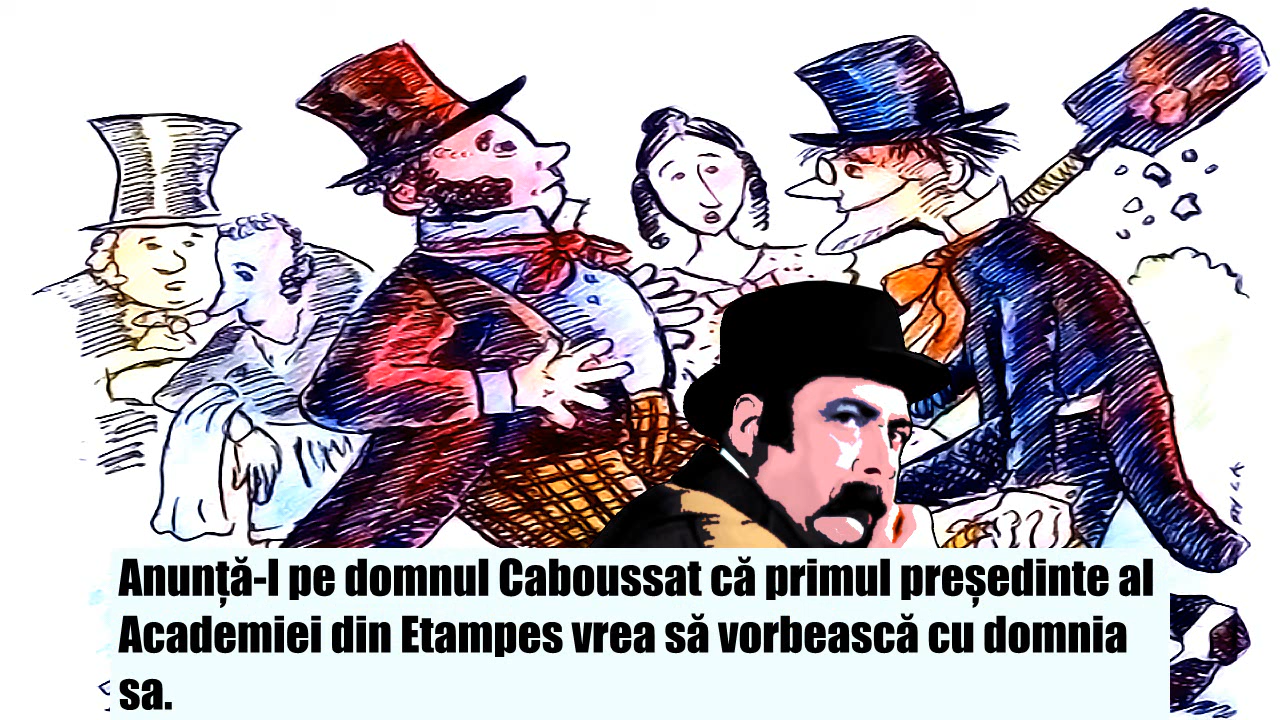 Anunță-l pe domnul Caboussat că primul președinte al
Academiei din Etampes vrea să vorbească cu domnia
sa.